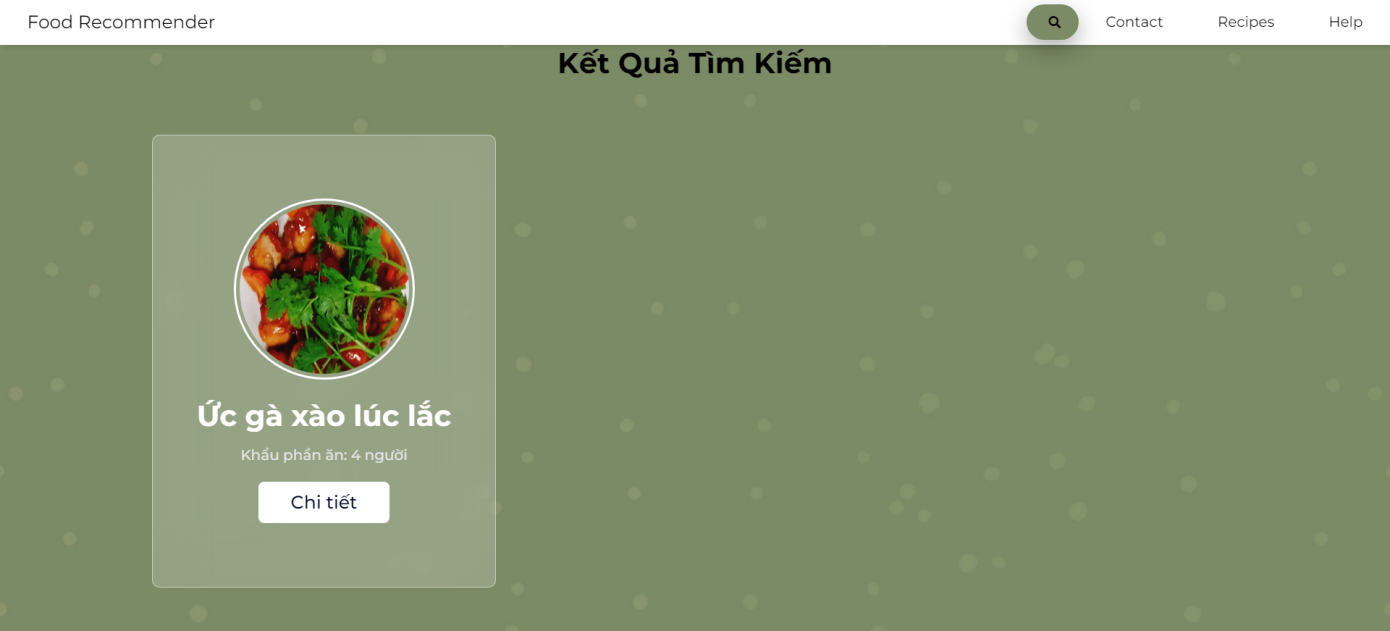 Food Recommender
Contact
Recipes
Help
Kết Quả Tìm Kiếm
Ức gà xào lúc lắc
Khẩu phần ăn: 4 người
Chi tiết